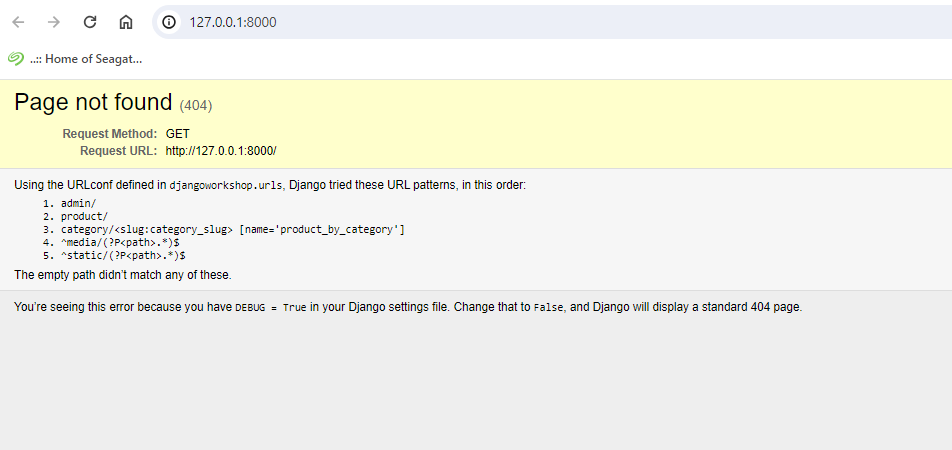 127.0.0.1:8000
..:: Home of Seagat...
Page not found (404)
Request Method: GET
Request URL: http://127.0.0.1:8000/
Using the URLconf defined in djangoworkshop.urls, Django tried these URL patterns, in this order:
1. admin/
2. product/
3. category/<slug:category_slug> [name='product_by_category']
4. ^media/(?P<path>.*)$
5. ^static/(?P<path>.*)$
The empty path didn’t match any of these.
You’re seeing this error because you have DEBUG = True in your Django settings file. Change that to False, and Django will display a standard 404 page.